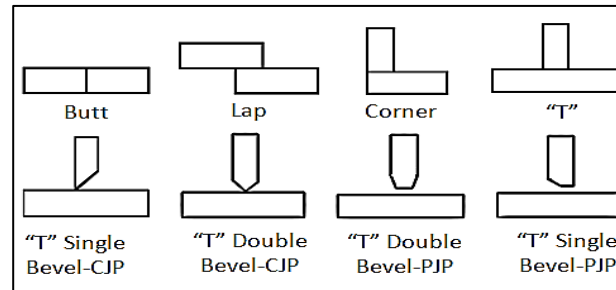 Butt Lap Corner “T”
“T” Single “T” Double “T” Double “T” Single
Bevel-CJP Bevel-CJP Bevel-PJP Bevel-PJP